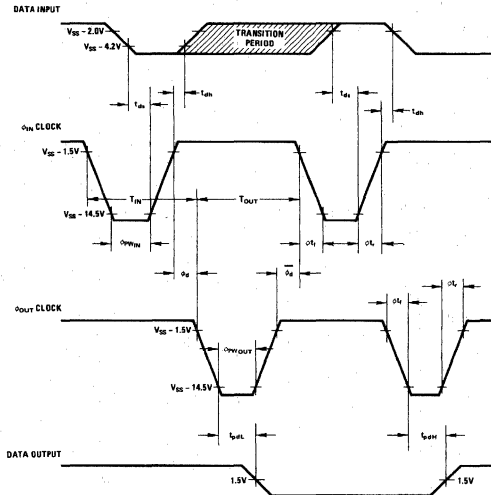 DATA INPUT
VSS - 2.0V
VSS - 4.2V
TRANSITION
PERIOD
tds
tdh
tds
tdh
ϕIN CLOCK
VSS - 1.5V
TIN
TOUT
VSS - 14.5V
ϕPWIN
ϕtf
ϕtr
ϕd
ϕ̅d
ϕtf
ϕtr
ϕOUT CLOCK
VSS - 1.5V
ϕPWOUT
VSS - 14.5V
tpdL
tpdH
DATA OUTPUT
1.5V
1.5V